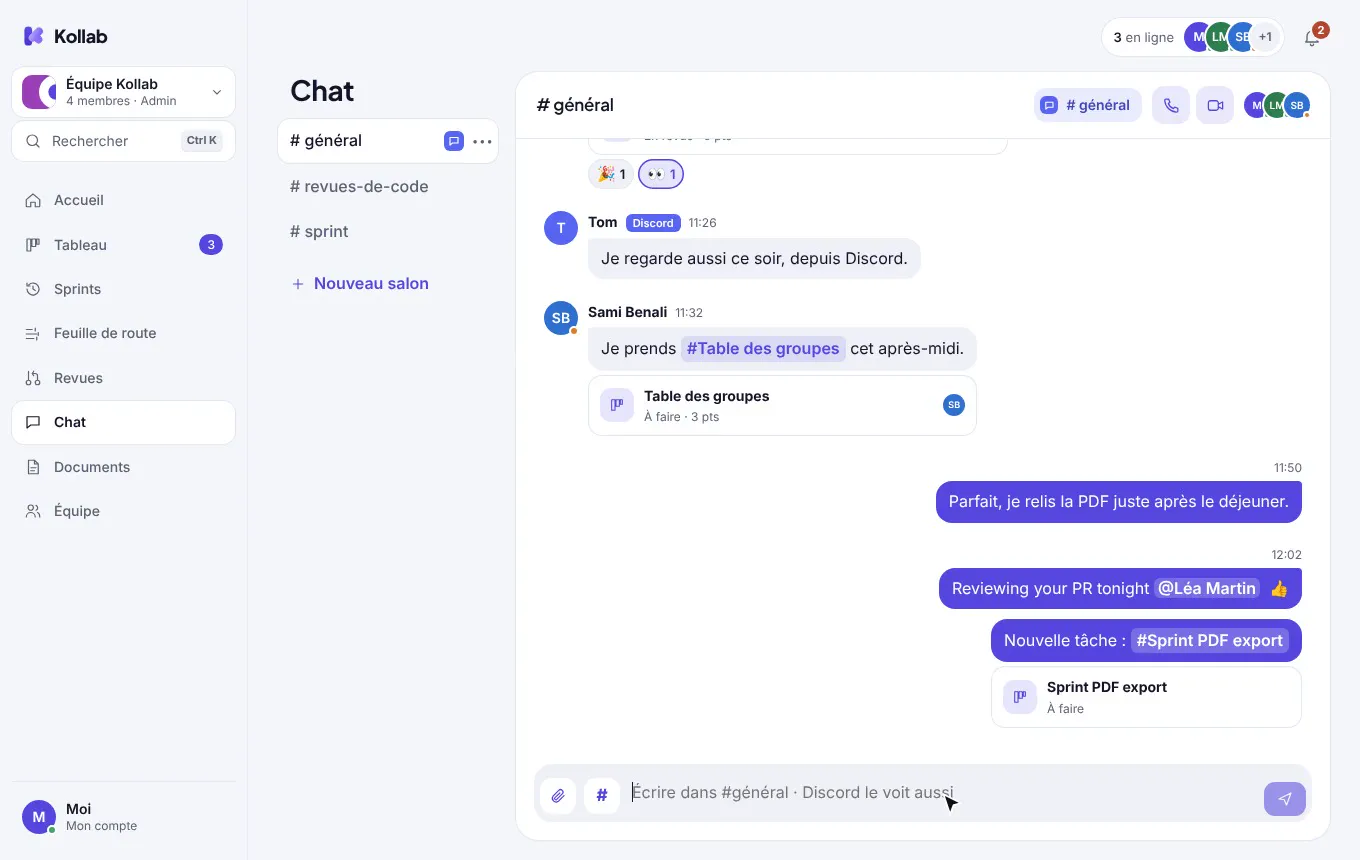 Kollab
Équipe Kollab
4 membres · Admin
Rechercher
Ctrl K
Accueil
Tableau
3
Sprints
Feuille de route
Revues
Chat
Documents
Équipe
M
Moi
Mon compte
Chat
# général
# revues-de-code
# sprint
+ Nouveau salon
3 en ligne
M
LM
SB
+1
2
# général
# général
M
LM
SB
1
1
T
Tom Discord 11:26
Je regarde aussi ce soir, depuis Discord.
SB
Sami Benali 11:32
Je prends #Table des groupes cet après-midi.
Table des groupes
À faire · 3 pts
SB
11:50
Parfait, je relis la PDF juste après le déjeuner.
12:02
Reviewing your PR tonight @Léa Martin 👍
Nouvelle tâche : #Sprint PDF export
Sprint PDF export
À faire
#
Écrire dans #général · Discord le voit aussi